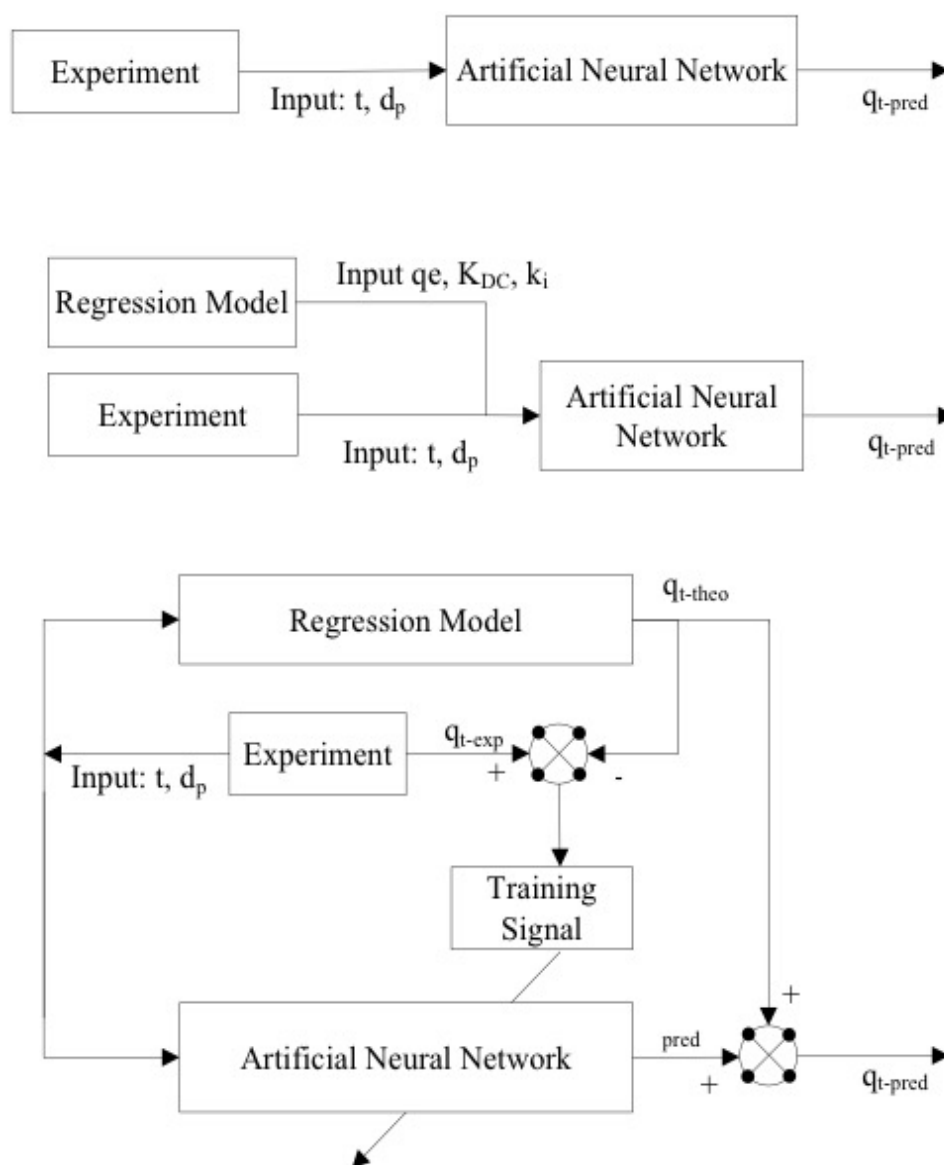 Experiment
Input: t, dₚ
Artificial Neural Network
qt-pred
Regression Model
Input qe, KDC, ki
Experiment
Input: t, dp
Artificial Neural
Network
qt-pred
Regression Model
qt-theo
Experiment
Input: t, dp
qt-exp
+
-
Training
Signal
Artificial Neural Network
pred
+
+
qt-pred